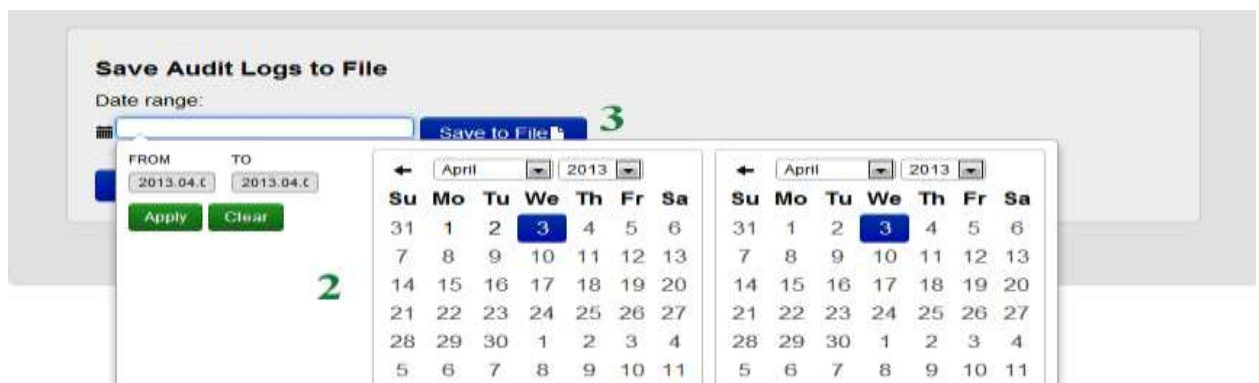 Save Audit Logs to File
Date range:
Save to File
3
FROM TO
2013.04.0 2013.04.0
Apply Clear
2
April 2013
Su Mo Tu We Th Fr Sa
31 1 2 3 4 5 6
7 8 9 10 11 12 13
14 15 16 17 18 19 20
21 22 23 24 25 26 27
28 29 30 1 2 3 4
5 6 7 8 9 10 11
April 2013
Su Mo Tu We Th Fr Sa
31 1 2 3 4 5 6
7 8 9 10 11 12 13
14 15 16 17 18 19 20
21 22 23 24 25 26 27
28 29 30 1 2 3 4
5 6 7 8 9 10 11